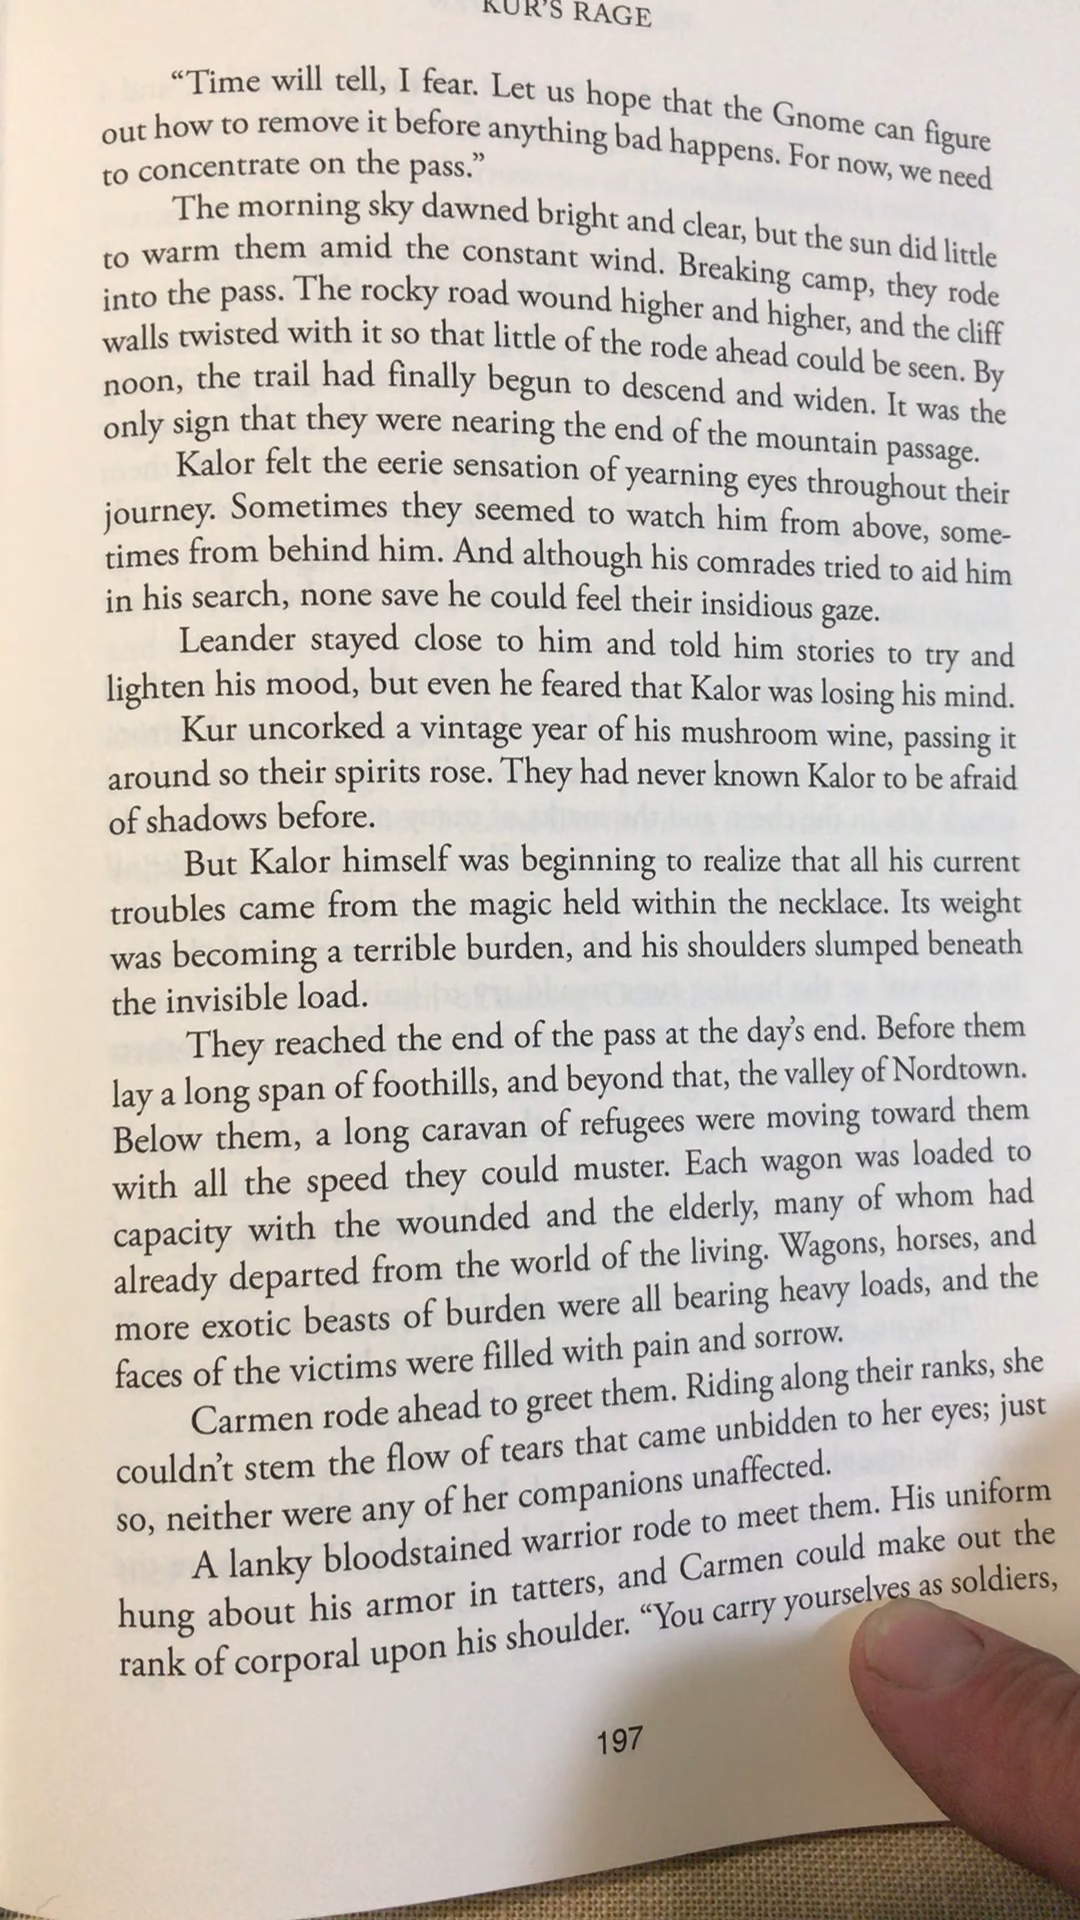 KUR'S RAGE
“Time will tell, I fear. Let us hope that the Gnome can figure
out how to remove it before anything bad happens. For now, we need
to concentrate on the pass.”
The morning sky dawned bright and clear, but the sun did little
to warm them amid the constant wind. Breaking camp, they rode
into the pass. The rocky road wound higher and higher, and the cliff
walls twisted with it so that little of the rode ahead could be seen. By
noon, the trail had finally begun to descend and widen. It was the
only sign that they were nearing the end of the mountain passage.
Kalor felt the eerie sensation of yearning eyes throughout their
journey. Sometimes they seemed to watch him from above, some-
times from behind him. And although his comrades tried to aid him
in his search, none save he could feel their insidious gaze.
Leander stayed close to him and told him stories to try and
lighten his mood, but even he feared that Kalor was losing his mind.
Kur uncorked a vintage year of his mushroom wine, passing it
around so their spirits rose. They had never known Kalor to be afraid
of shadows before.
But Kalor himself was beginning to realize that all his current
troubles came from the magic held within the necklace. Its weight
was becoming a terrible burden, and his shoulders slumped beneath
the invisible load.
They reached the end of the pass at the day’s end. Before them
lay a long span of foothills, and beyond that, the valley of Nordtown.
Below them, a long caravan of refugees were moving toward them
with all the speed they could muster. Each wagon was loaded to
capacity with the wounded and the elderly, many of whom had
already departed from the world of the living. Wagons, horses, and
more exotic beasts of burden were all bearing heavy loads, and the
faces of the victims were filled with pain and sorrow.
Carmen rode ahead to greet them. Riding along their ranks, she
couldn’t stem the flow of tears that came unbidden to her eyes; just
so, neither were any of her companions unaffected.
A lanky bloodstained warrior rode to meet them. His uniform
hung about his armor in tatters, and Carmen could make out the
rank of corporal upon his shoulder. “You carry yourselves as soldiers,
197